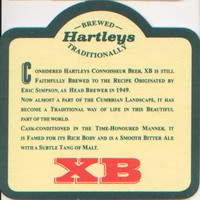 BREWED
Hartleys
TRADITIONALLY
CONSIDERED HARTLEYS CONNOISSEUR BEER, XB IS STILL
FAITHFULLY BREWED TO THE RECIPE ORIGINATED BY
ERIC SIMPSON, AS HEAD BREWER IN 1949.
NOW ALMOST A PART OF THE CUMBRIAN LANDSCAPE, IT HAS
BECOME A TRADITIONAL WAY OF LIFE IN THIS BEAUTIFUL
PART OF THE WORLD.
CASK-CONDITIONED IN THE TIME-HONOURED MANNER, IT
IS FAMED FOR ITS RICH BODY AND IS A SMOOTH BITTER ALE
WITH A SUBTLE TANG OF MALT.
XB